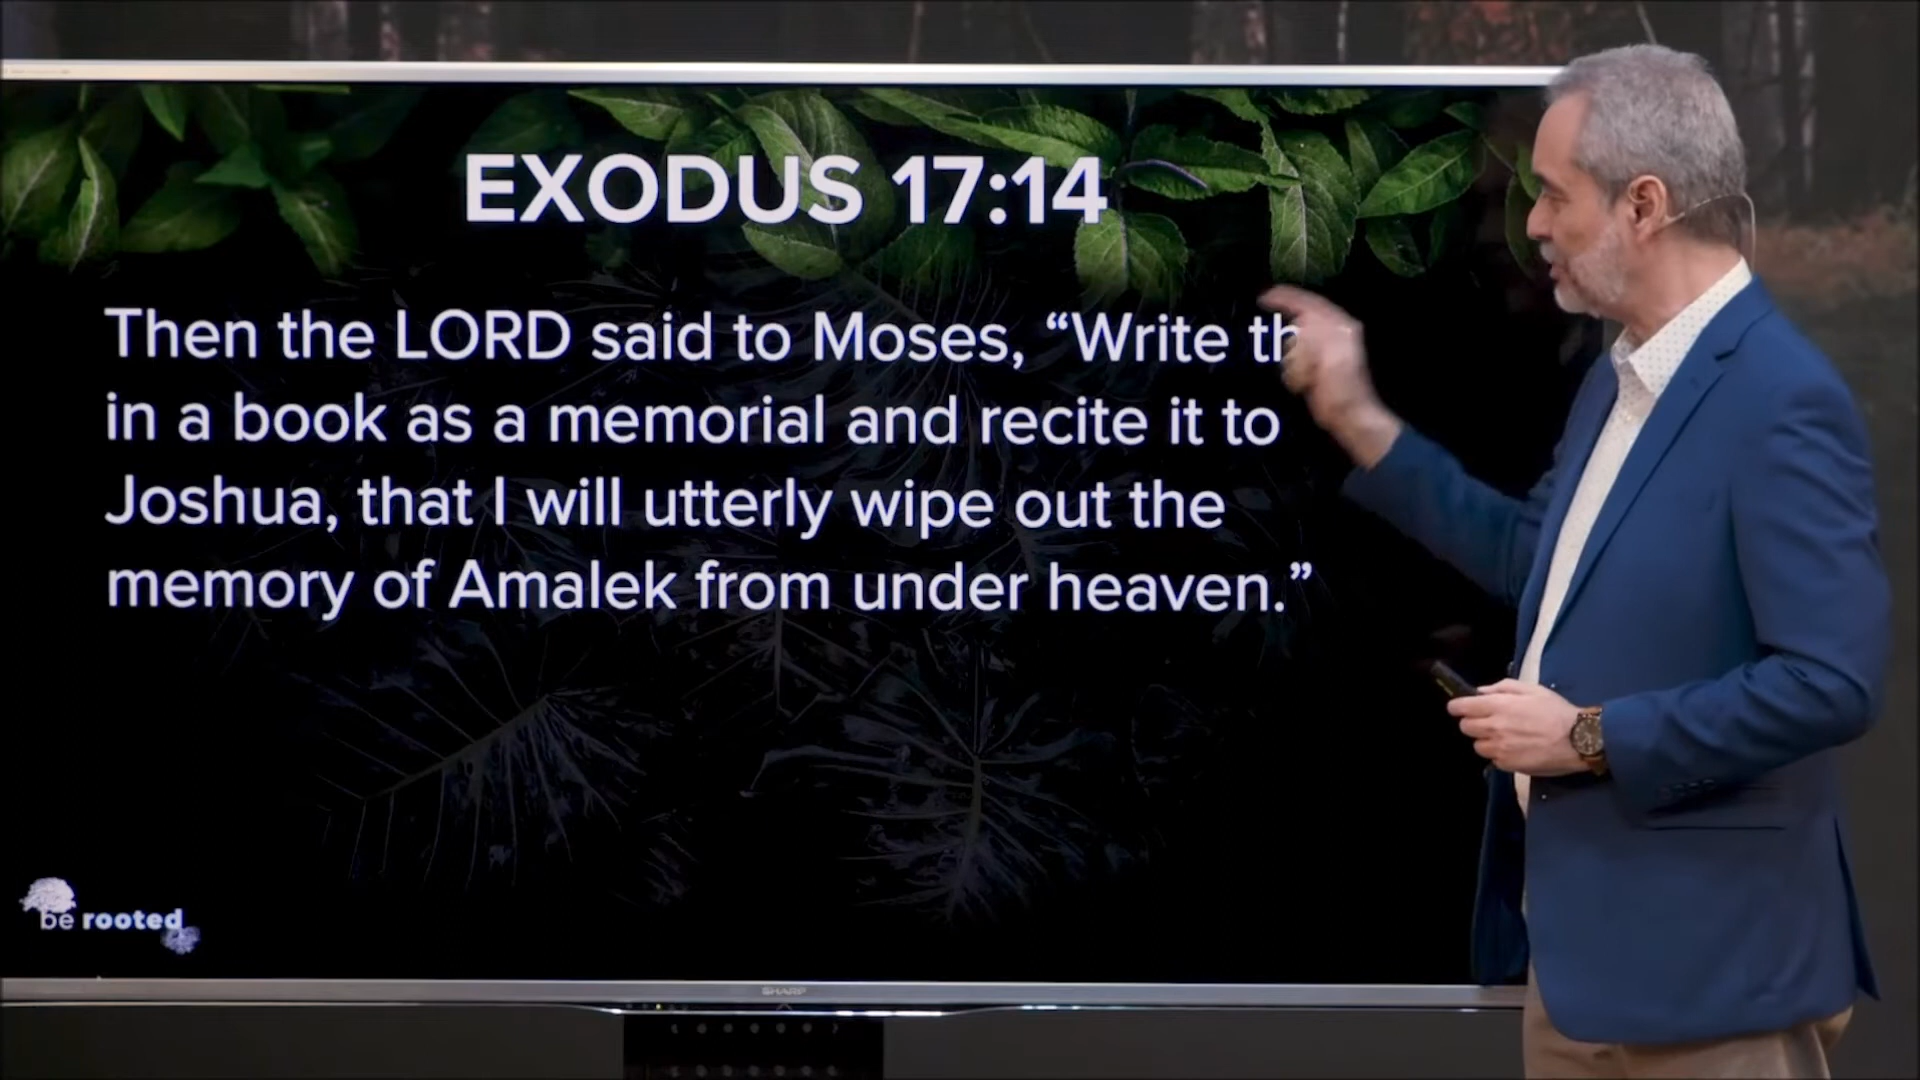 EXODUS 17:14
Then the LORD said to Moses, “Write
in a book as a memorial and recite it to
Joshua, that I will utterly wipe out the
memory of Amalek from under heaven.”
be rooted
SHARP